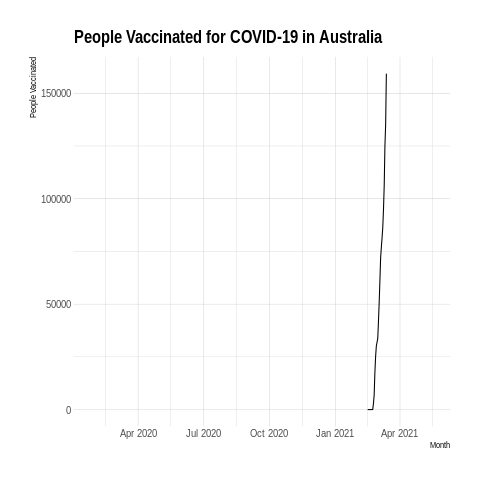 People Vaccinated for COVID-19 in Australia
People Vaccinated
150000
100000
50000
0
Apr 2020 Jul 2020 Oct 2020 Jan 2021 Apr 2021
Month